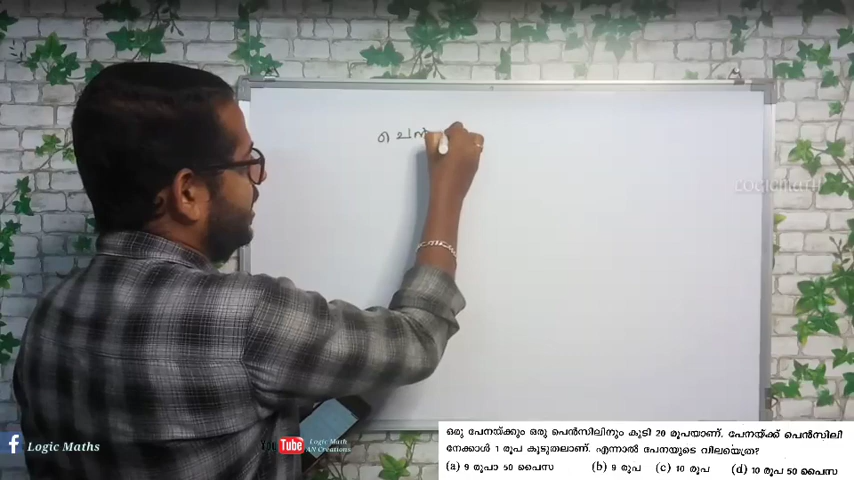 പെൻ
LOGICMATH
ഒരു പേനയ്ക്കും ഒരു പെൻസിലിനും കൂടി 20 രൂപയാണ്. പേനയ്ക്ക് പെൻസിലി
നേക്കാൾ 1 രൂപ കൂടുതലാണ്. എന്നാൽ പേനയുടെ വിലയെത്ര?
(a) 9 രൂപാ 50 പൈസ (b) 9 രൂപ (c) 10 രൂപ (d) 10 രൂപ 50 പൈസ
f Logic Maths
You Tube
Logic Math
AN Creations